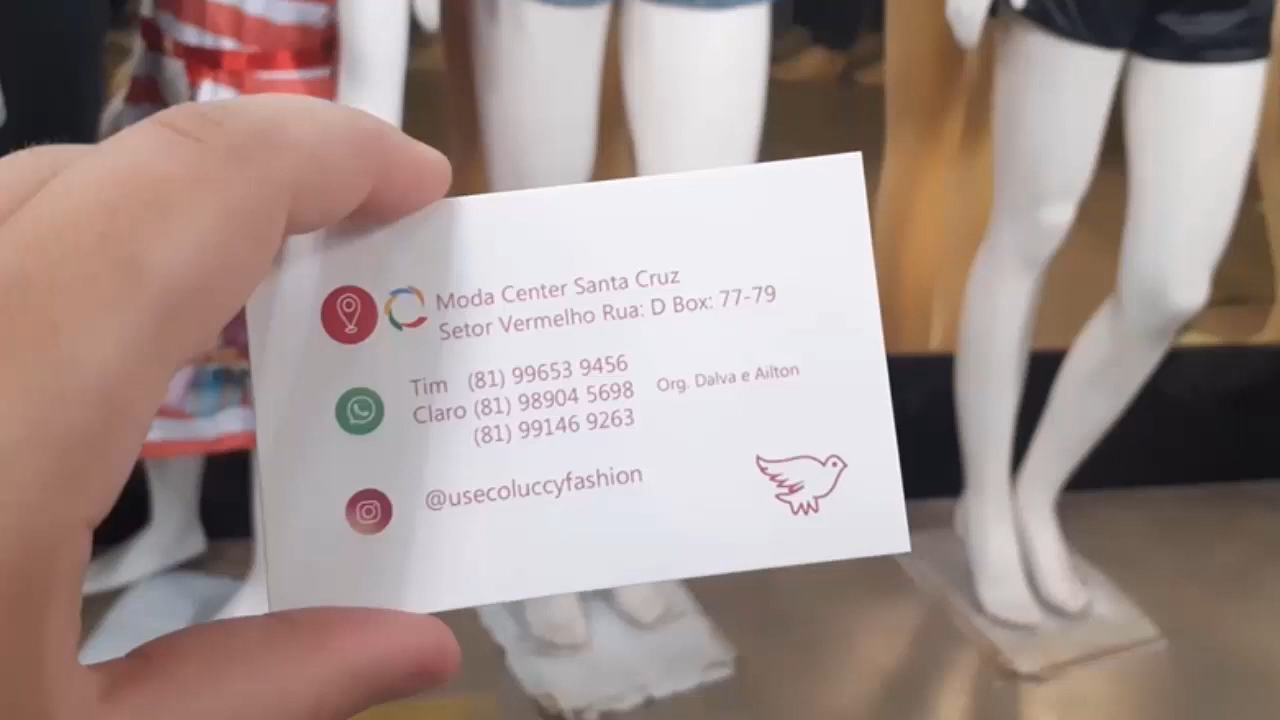 Moda Center Santa Cruz
Setor Vermelho Rua: D Box: 77-79
Tim (81) 99653 9456
Claro (81) 98904 5698
(81) 99146 9263
Org. Dalva e Ailton
@usecoluccyfashion